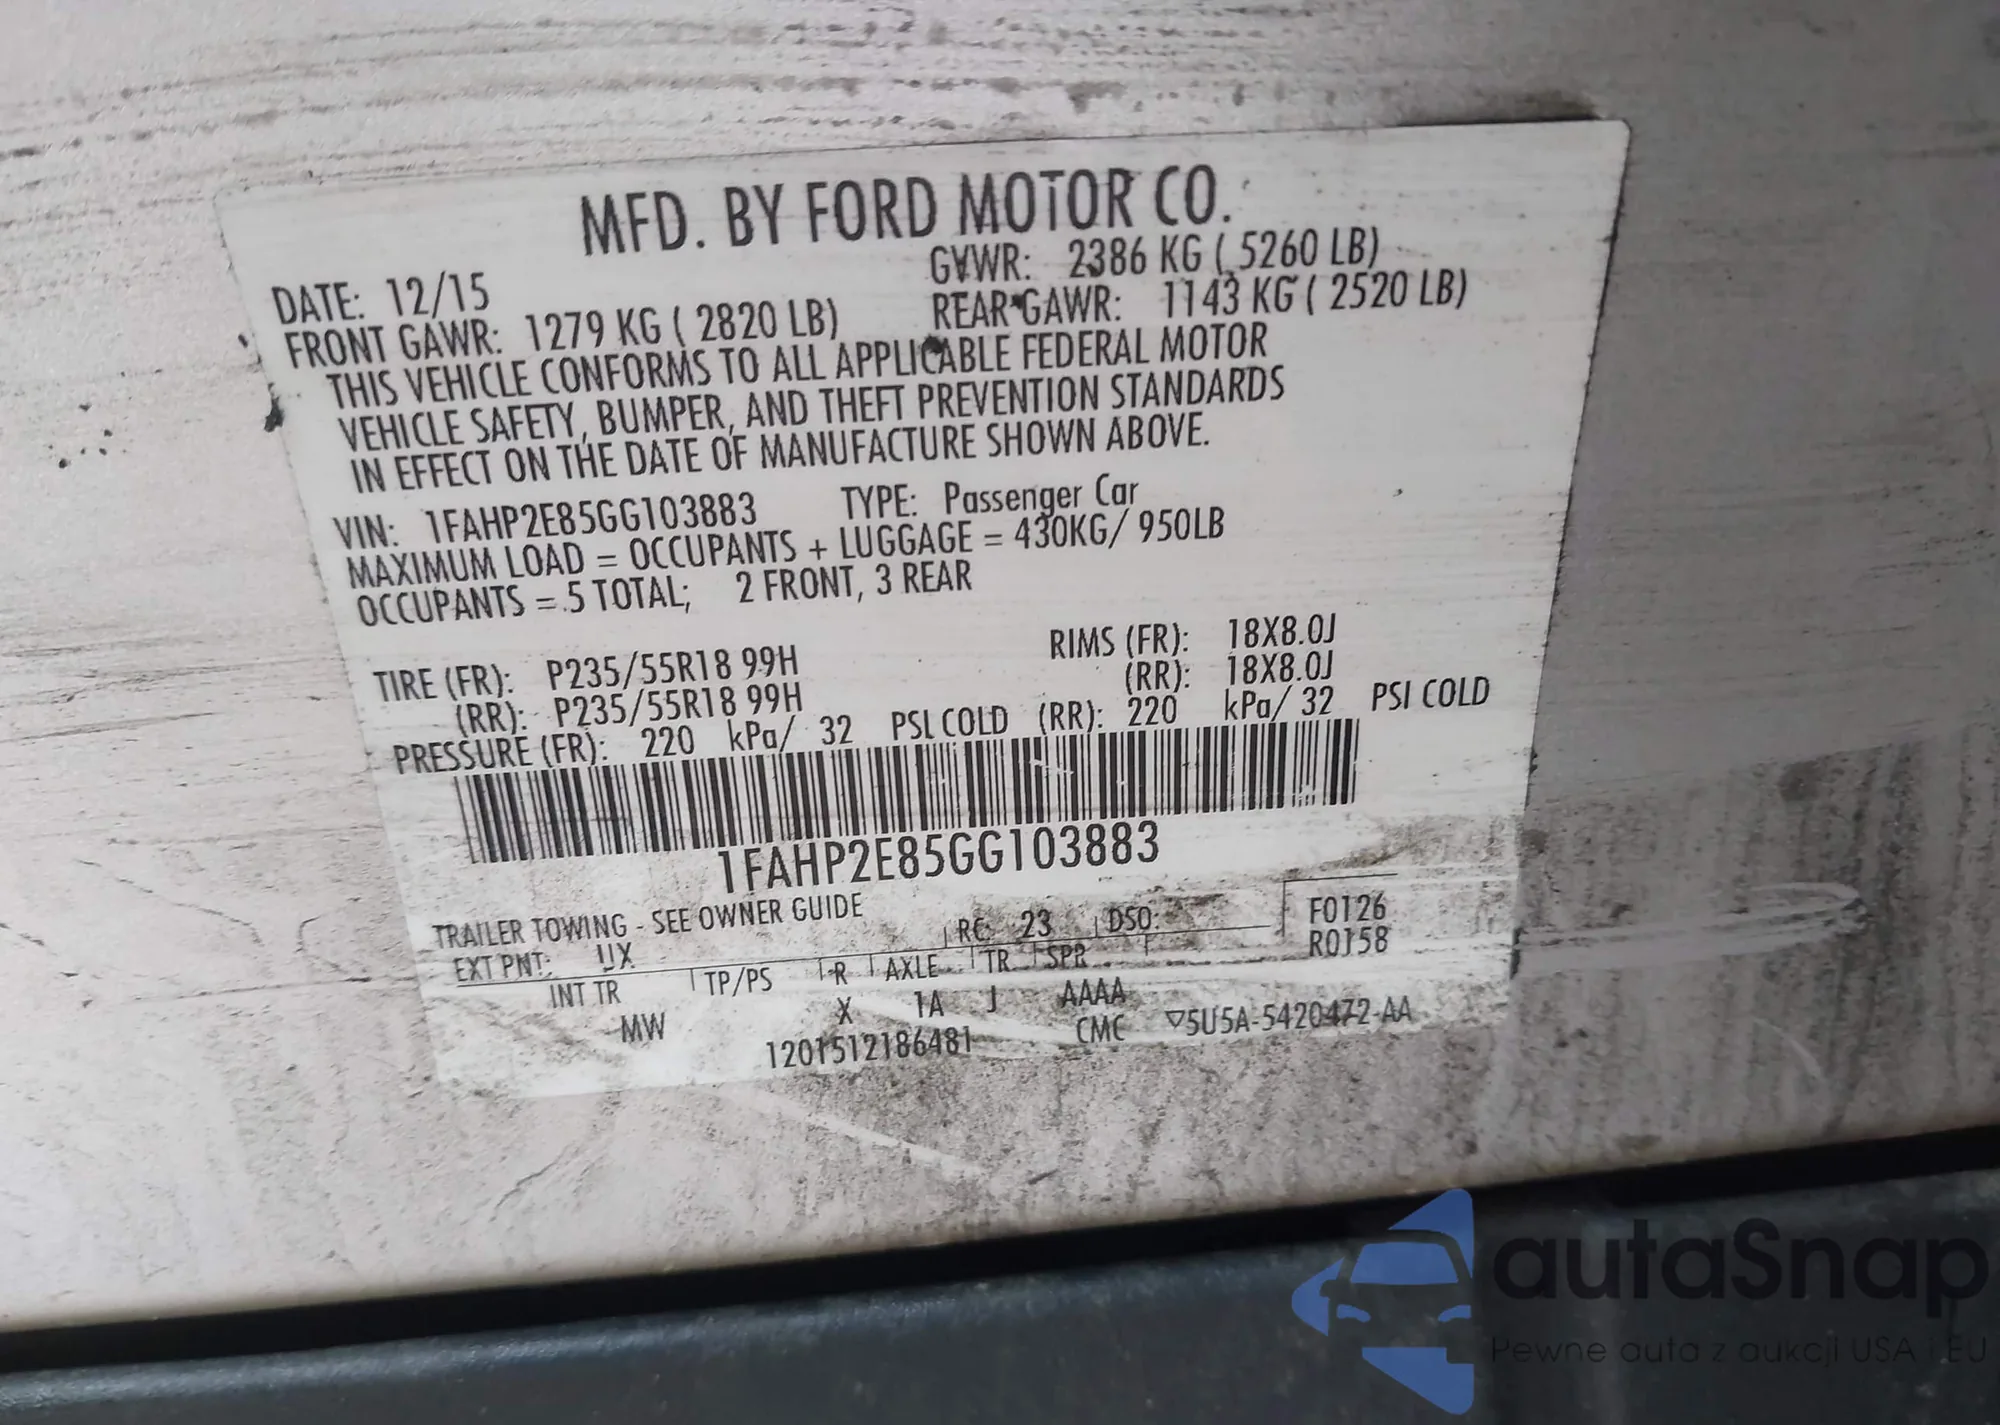 MFD. BY FORD MOTOR CO.
DATE: 12/15 GVWR: 2386 KG ( 5260 LB)
FRONT GAWR: 1279 KG ( 2820 LB) REAR GAWR: 1143 KG ( 2520 LB)
THIS VEHICLE CONFORMS TO ALL APPLICABLE FEDERAL MOTOR
VEHICLE SAFETY, BUMPER, AND THEFT PREVENTION STANDARDS
IN EFFECT ON THE DATE OF MANUFACTURE SHOWN ABOVE.
VIN: 1FAHP2E85GG103883 TYPE: Passenger Car
MAXIMUM LOAD = OCCUPANTS + LUGGAGE = 430KG/ 950LB
OCCUPANTS = 5 TOTAL; 2 FRONT, 3 REAR
TIRE (FR): P235/55R18 99H RIMS (FR): 18X8.0J
(RR): P235/55R18 99H (RR): 18X8.0J
PRESSURE (FR): 220 kPa/ 32 PSI COLD (RR): 220 kPa/ 32 PSI COLD
1FAHP2E85GG103883
TRAILER TOWING - SEE OWNER GUIDE F0126
EXT PNT: UX RC: 23 DSO: R0158
INT TR TP/PS R AXLE TR SPR
MW X 1A J AAAA
1201512186481 CMC ▽5U5A-5420472-AA
autoSnap
Pewne auta z aukcji USA i EU